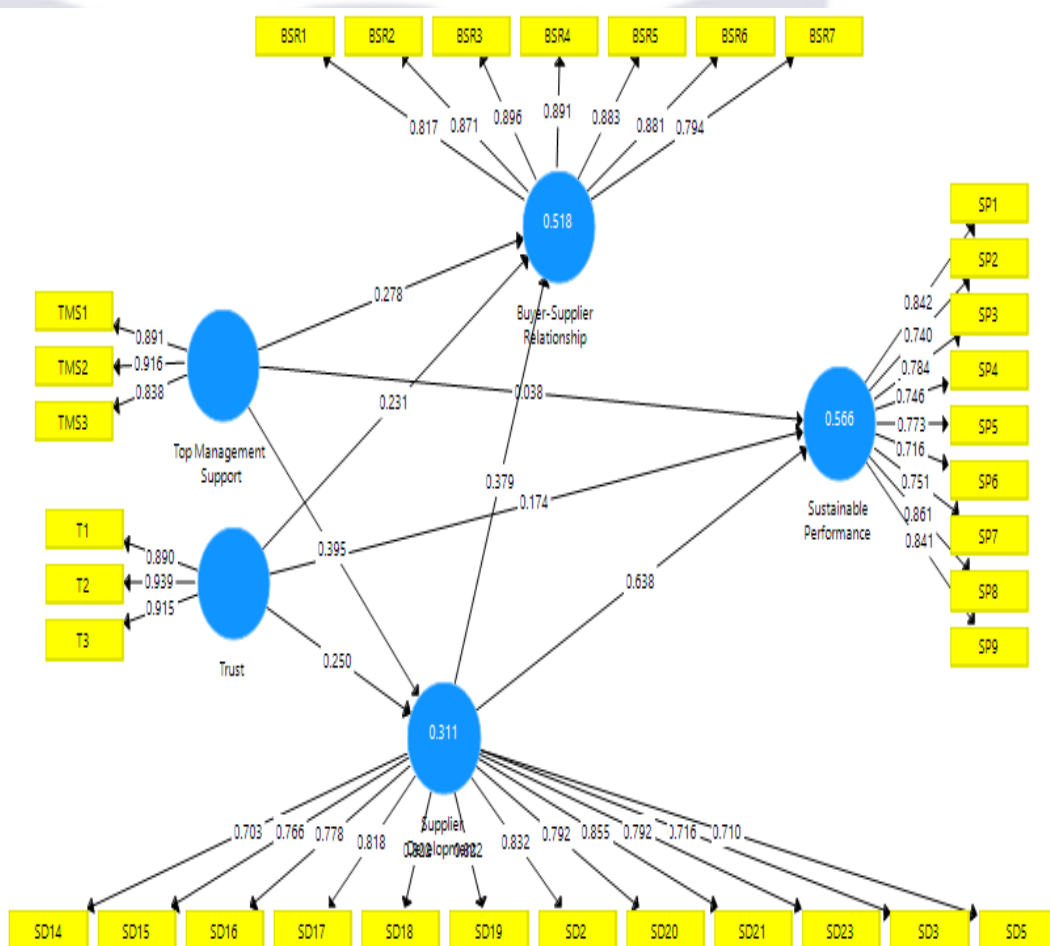 BSR1 BSR2 BSR3 BSR4 BSR5 BSR6 BSR7
0.817 0.871 0.896 0.891 0.883 0.881 0.794
0.518
Buyer-Supplier
Relationship
SP1
SP2
SP3
SP4
SP5
SP6
SP7
SP8
SP9
0.842
0.740
0.784
0.746
0.773
0.716
0.751
0.861
0.841
0.566
Sustainable
Performance
TMS1
TMS2
TMS3
0.891
0.916
0.838
Top Management
Support
0.278
0.038
0.231
0.379
0.174
0.395
0.638
0.250
T1
T2
T3
0.890
0.939
0.915
Trust
0.311
Supplier
Development
0.703 0.766 0.778 0.818 0.832 0.792 0.855 0.792 0.716 0.710
SD14 SD15 SD16 SD17 SD18 SD19 SD2 SD20 SD21 SD23 SD3 SD5